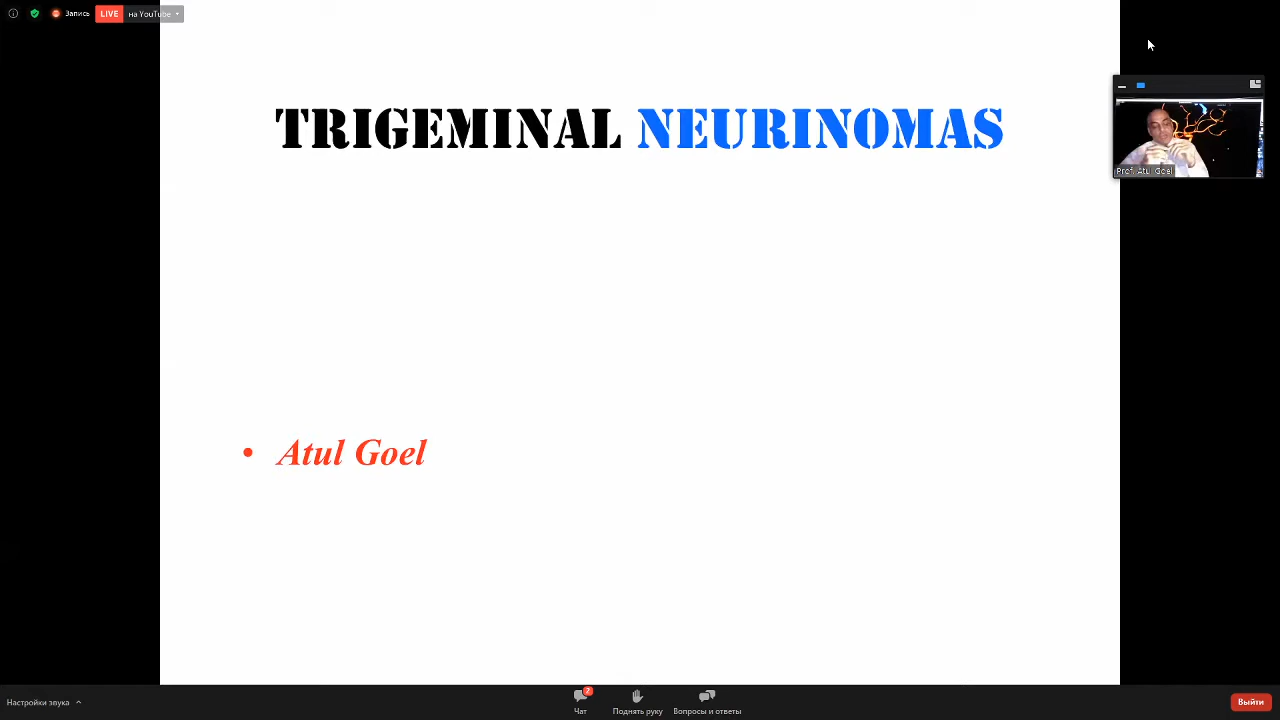 Запись LIVE на YouTube
TRIGEMINAL NEURINOMAS
Prof. Atul Goel
• Atul Goel
Настройки звука
2
Чат
Поднять руку
Вопросы и ответы
Выйти